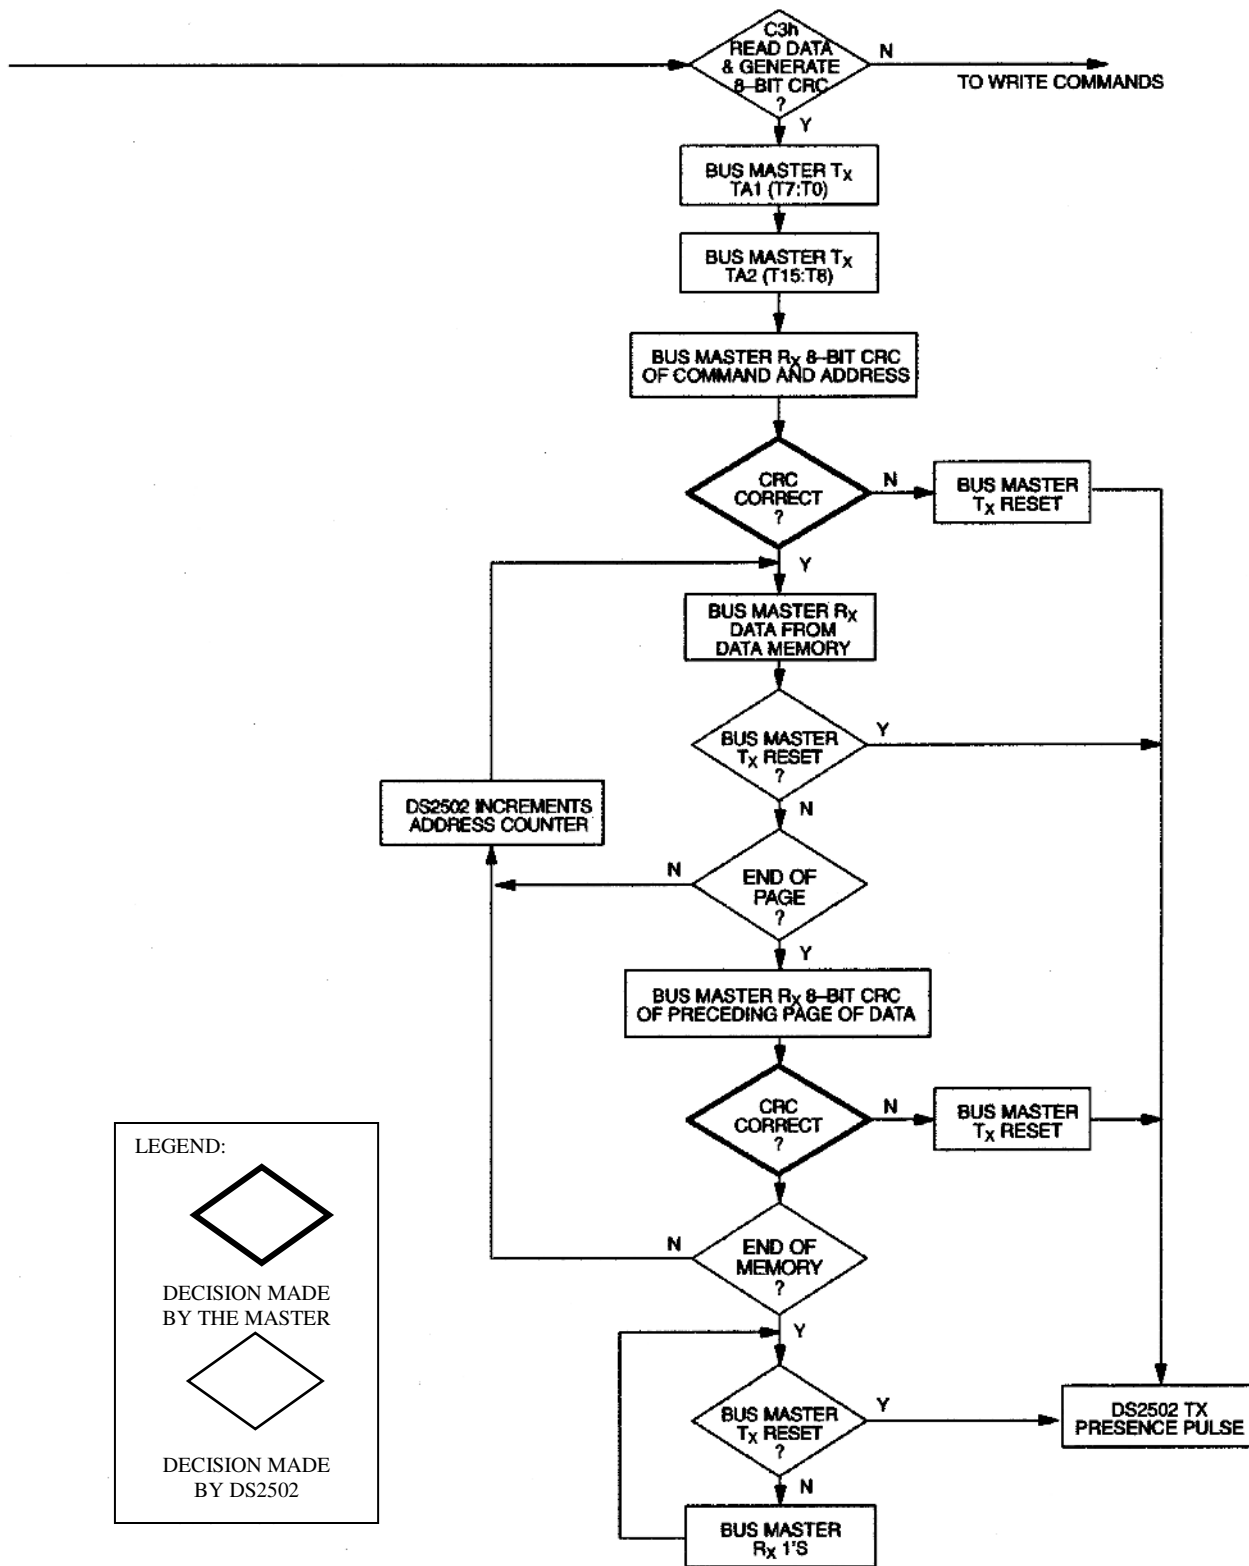 C3h
READ DATA
& GENERATE
8–BIT CRC
?
N
TO WRITE COMMANDS
Y
BUS MASTER TX
TA1 (T7:T0)
BUS MASTER TX
TA2 (T15:T8)
BUS MASTER RX 8–BIT CRC
OF COMMAND AND ADDRESS
CRC
CORRECT
?
N
BUS MASTER
TX RESET
Y
BUS MASTER RX
DATA FROM
DATA MEMORY
BUS MASTER
TX RESET
?
Y
N
DS2502 INCREMENTS
ADDRESS COUNTER
END OF
PAGE
?
N
Y
BUS MASTER RX 8–BIT CRC
OF PRECEDING PAGE OF DATA
CRC
CORRECT
?
N
BUS MASTER
TX RESET
END OF
MEMORY
?
N
Y
BUS MASTER
TX RESET
?
Y
DS2502 TX
PRESENCE PULSE
N
BUS MASTER
RX 1'S
LEGEND:
DECISION MADE
BY THE MASTER
DECISION MADE
BY DS2502